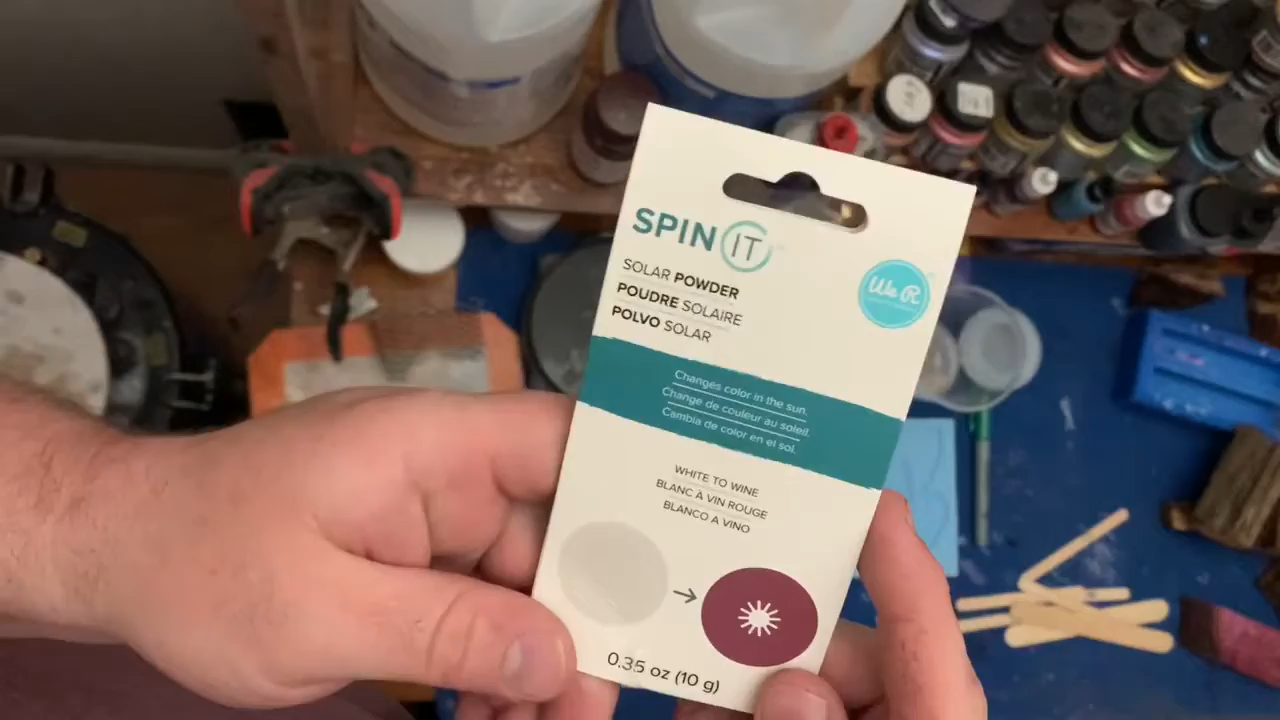 SPIN IT
SOLAR POWDER
POUDRE SOLAIRE
POLVO SOLAR
We R
Changes color in the sun.
Change de couleur au soleil.
Cambia de color en el sol.
WHITE TO WINE
BLANC À VIN ROUGE
BLANCO A VINO
0.35 oz (10 g)